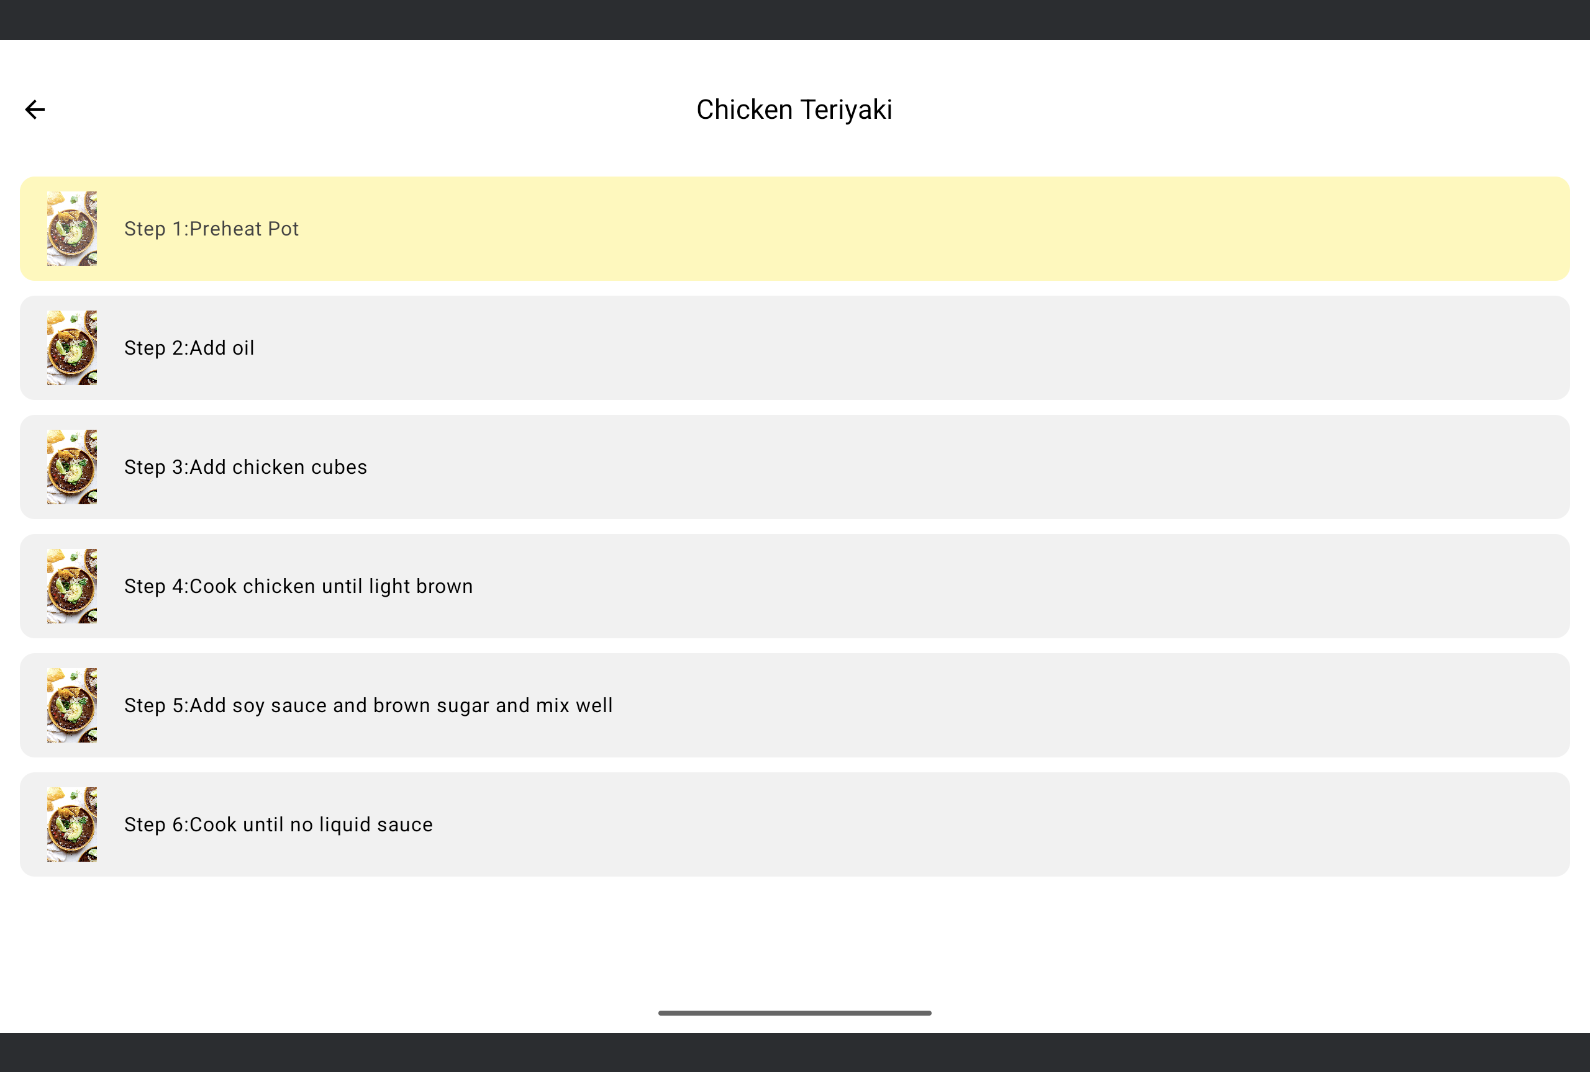 Chicken Teriyaki
Step 1:Preheat Pot
Step 2:Add oil
Step 3:Add chicken cubes
Step 4:Cook chicken until light brown
Step 5:Add soy sauce and brown sugar and mix well
Step 6:Cook until no liquid sauce